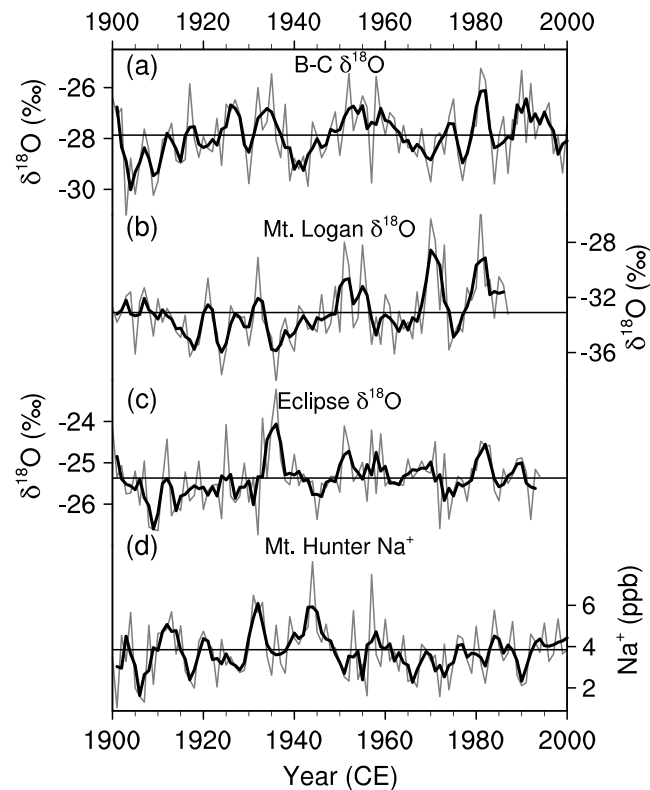 1900 1920 1940 1960 1980 2000
(a) B-C δ¹⁸O
-26
-28
-30
δ¹⁸O (‰)
(b) Mt. Logan δ¹⁸O
-28
-32
-36
δ¹⁸O (‰)
(c) Eclipse δ¹⁸O
-24
-25
-26
δ¹⁸O (‰)
(d) Mt. Hunter Na⁺
6
4
2
Na⁺ (ppb)
1900 1920 1940 1960 1980 2000
Year (CE)